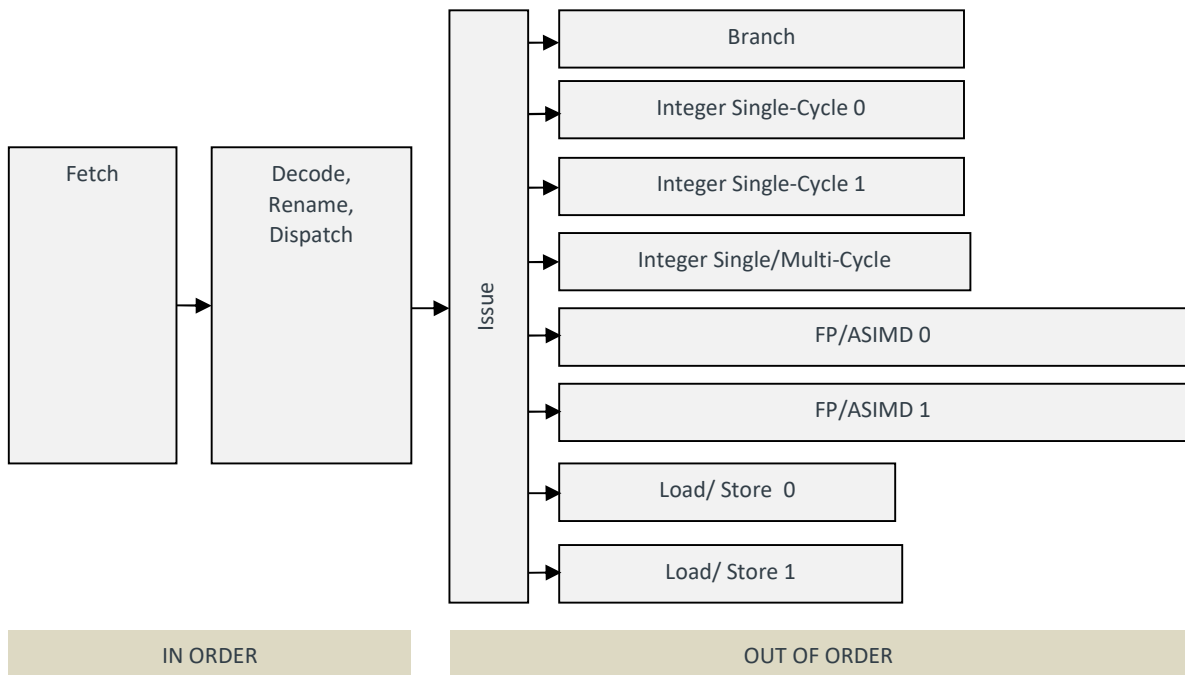 Fetch
Decode,
Rename,
Dispatch
Issue
Branch
Integer Single-Cycle 0
Integer Single-Cycle 1
Integer Single/Multi-Cycle
FP/ASIMD 0
FP/ASIMD 1
Load/ Store 0
Load/ Store 1
IN ORDER
OUT OF ORDER